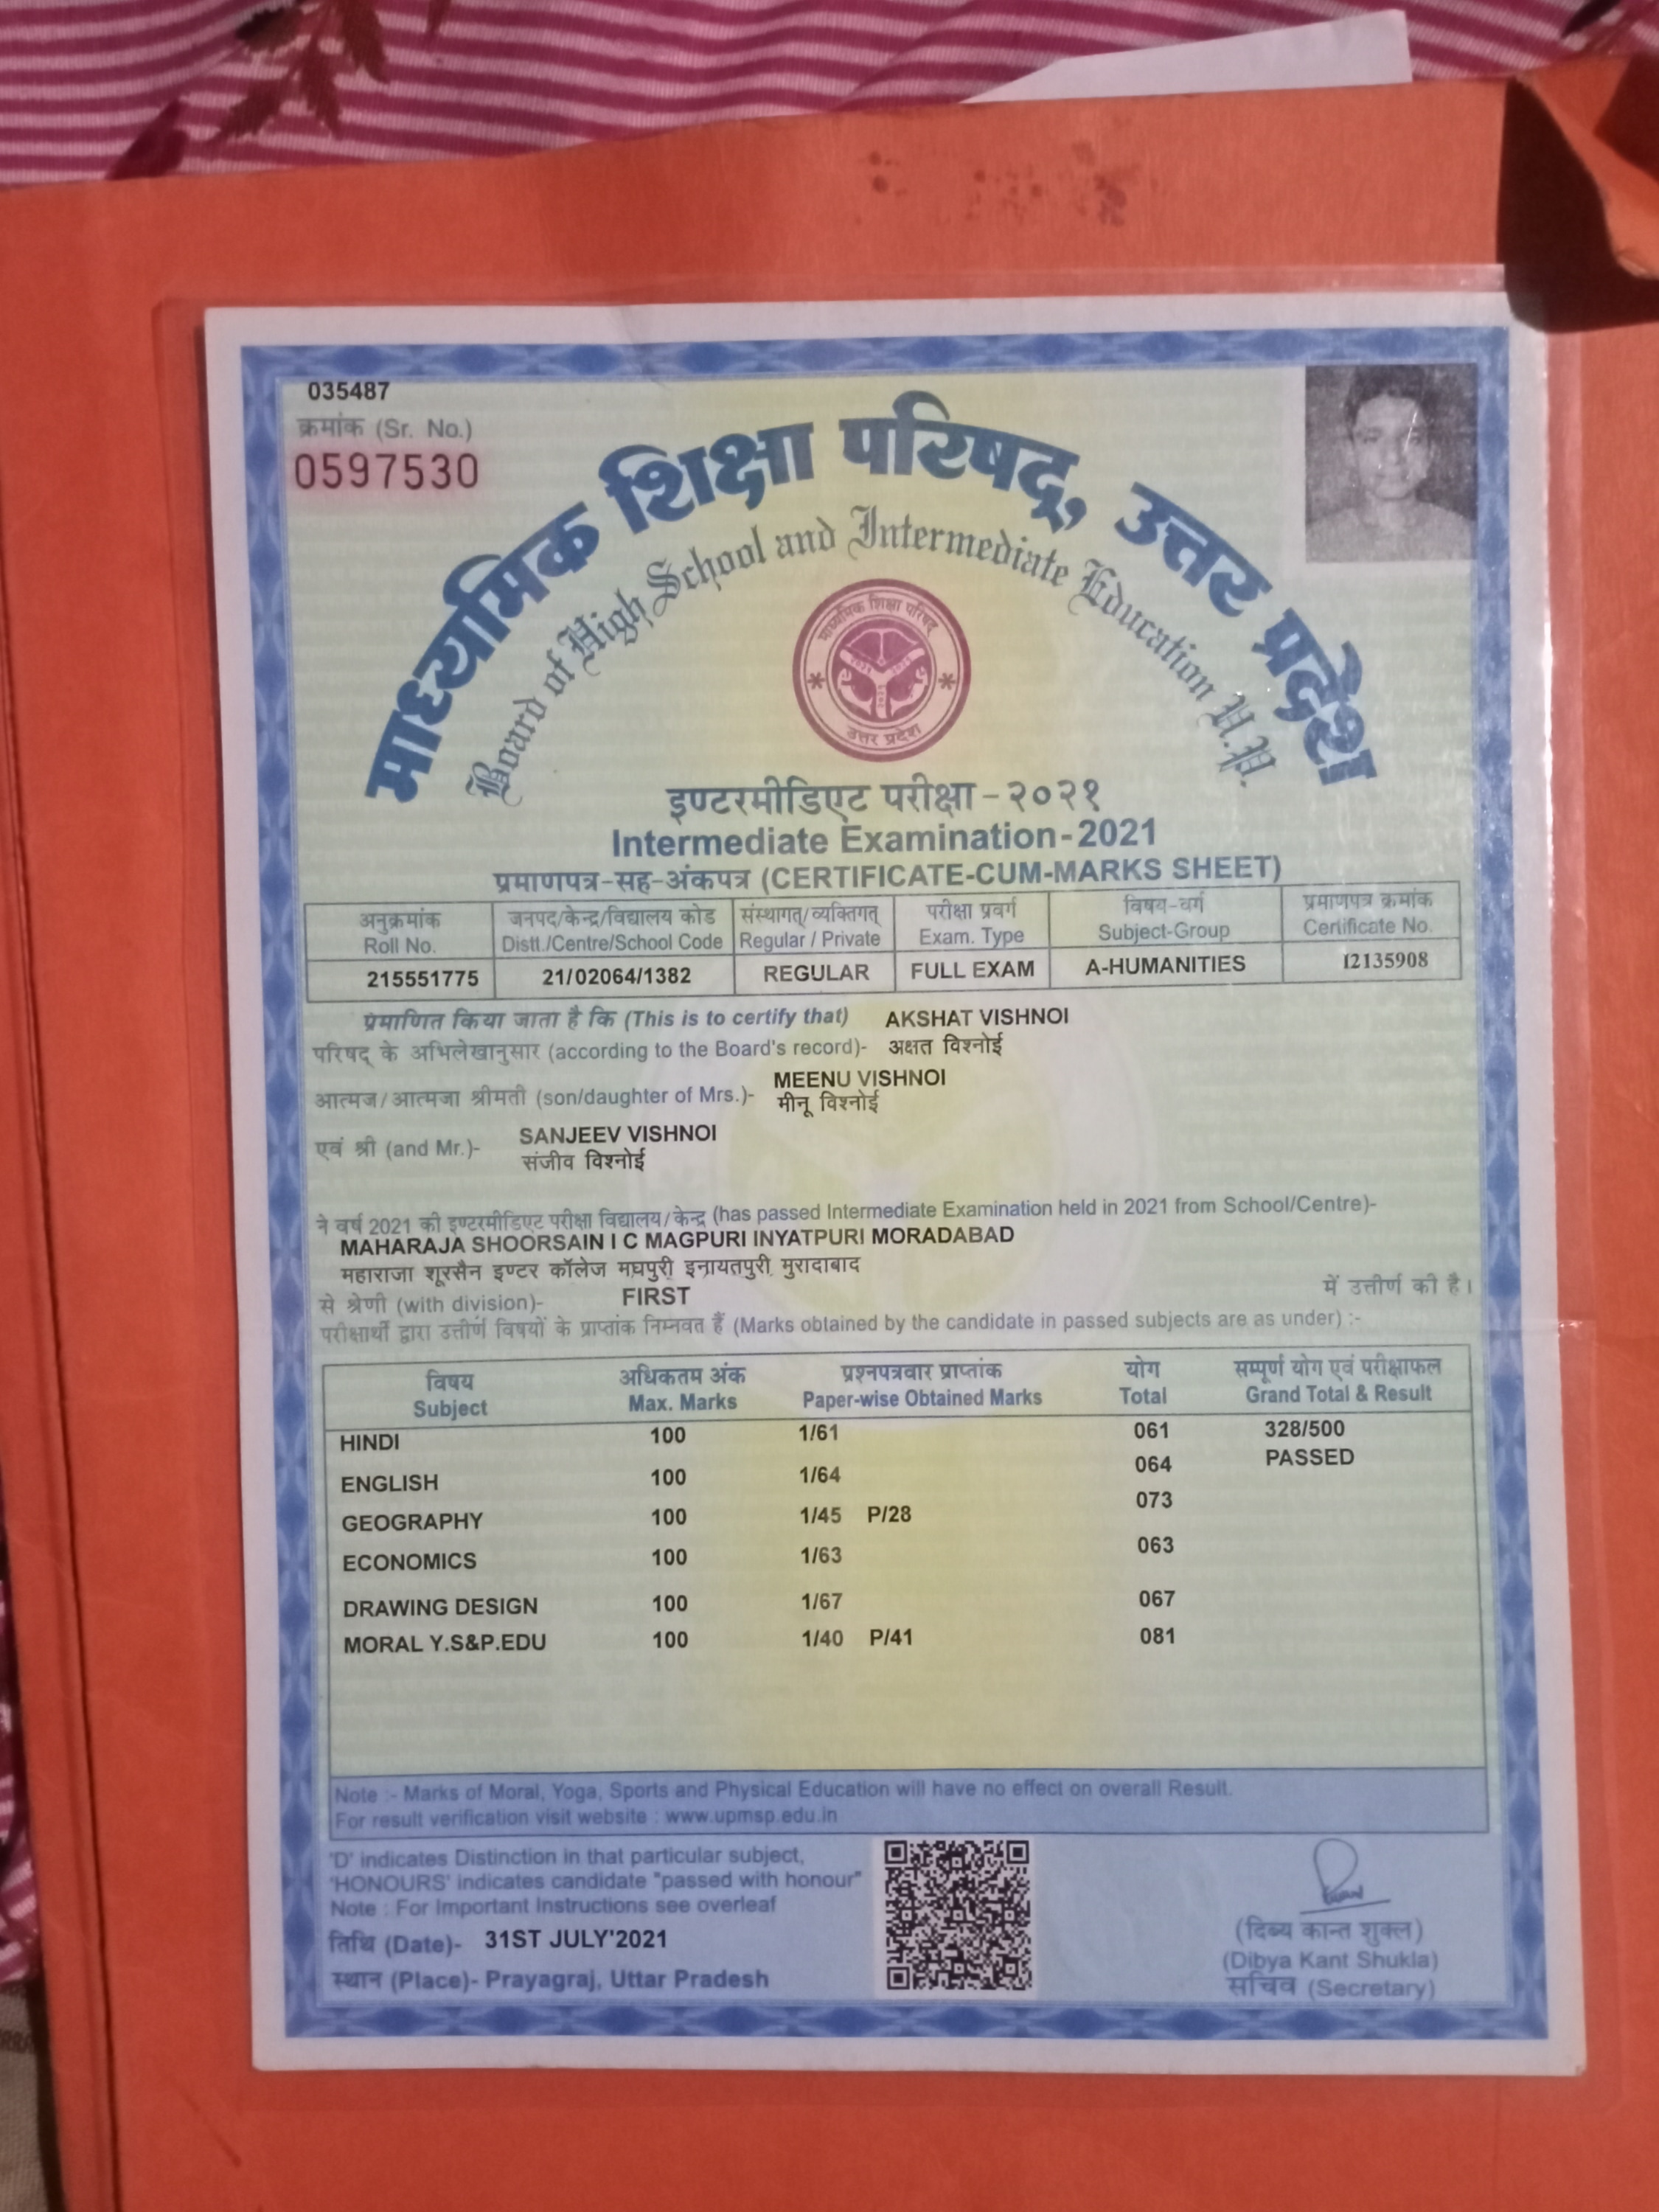 035487
क्रमांक (Sr. No.)
0597530
माध्यमिक शिक्षा परिषद्, उत्तर प्रदेश
Board of High School and Intermediate Education U.P.
माध्यमिक शिक्षा परिषद्
उत्तर प्रदेश
इण्टरमीडिएट परीक्षा - २०२१
Intermediate Examination-2021
प्रमाणपत्र-सह-अंकपत्र (CERTIFICATE-CUM-MARKS SHEET)
अनुक्रमांक जनपद/केन्द्र/विद्यालय कोड संस्थागत्/व्यक्तिगत् परीक्षा प्रवर्ग विषय-वर्ग प्रमाणपत्र क्रमांक
Roll No. Distt./Centre/School Code Regular / Private Exam. Type Subject-Group Certificate No.
215551775 21/02064/1382 REGULAR FULL EXAM A-HUMANITIES I2135908
प्रमाणित किया जाता है कि (This is to certify that) AKSHAT VISHNOI
परिषद् के अभिलेखानुसार (according to the Board's record)- अक्षत विश्नोई
MEENU VISHNOI
आत्मज/आत्मजा श्रीमती (son/daughter of Mrs.)- मीनू विश्नोई
SANJEEV VISHNOI
एवं श्री (and Mr.)- संजीव विश्नोई
ने वर्ष 2021 की इण्टरमीडिएट परीक्षा विद्यालय/केन्द्र (has passed Intermediate Examination held in 2021 from School/Centre)-
MAHARAJA SHOORSAIN I C MAGPURI INYATPURI MORADABAD
महाराजा शूरसैन इण्टर कॉलेज मघपुरी इनायतपुरी मुरादाबाद
से श्रेणी (with division)- FIRST में उत्तीर्ण की है।
परीक्षार्थी द्वारा उत्तीर्ण विषयों के प्राप्तांक निम्नवत हैं (Marks obtained by the candidate in passed subjects are as under) :-
विषय अधिकतम अंक प्रश्नपत्रवार प्राप्तांक योग सम्पूर्ण योग एवं परीक्षाफल
Subject Max. Marks Paper-wise Obtained Marks Total Grand Total & Result
HINDI 100 1/61 061 328/500
PASSED
ENGLISH 100 1/64 064
GEOGRAPHY 100 1/45 P/28 073
ECONOMICS 100 1/63 063
DRAWING DESIGN 100 1/67 067
MORAL Y.S&P.EDU 100 1/40 P/41 081
Note :- Marks of Moral, Yoga, Sports and Physical Education will have no effect on overall Result.
For result verification visit website : www.upmsp.edu.in
'D' indicates Distinction in that particular subject,
'HONOURS' indicates candidate "passed with honour"
Note : For Important Instructions see overleaf
तिथि (Date)- 31ST JULY'2021
स्थान (Place)- Prayagraj, Uttar Pradesh
(दिब्य कान्त शुक्ल)
(Dibya Kant Shukla)
सचिव (Secretary)